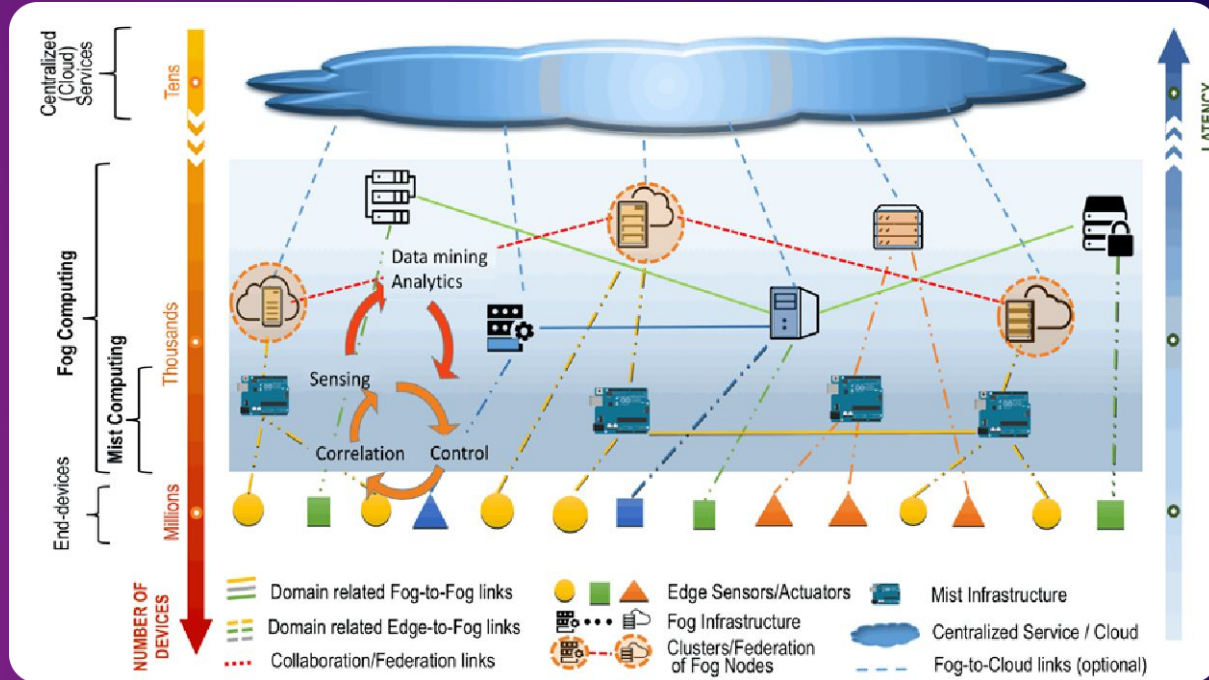 Centralized
(Cloud)
Services
Tens
LATENCY
Fog Computing
Mist Computing
Thousands
Data mining
Analytics
Sensing
Correlation
Control
End-devices
Millions
NUMBER OF
DEVICES
Domain related Fog-to-Fog links
Domain related Edge-to-Fog links
Collaboration/Federation links
Edge Sensors/Actuators
Fog Infrastructure
Clusters/Federation
of Fog Nodes
Mist Infrastructure
Centralized Service / Cloud
Fog-to-Cloud links (optional)